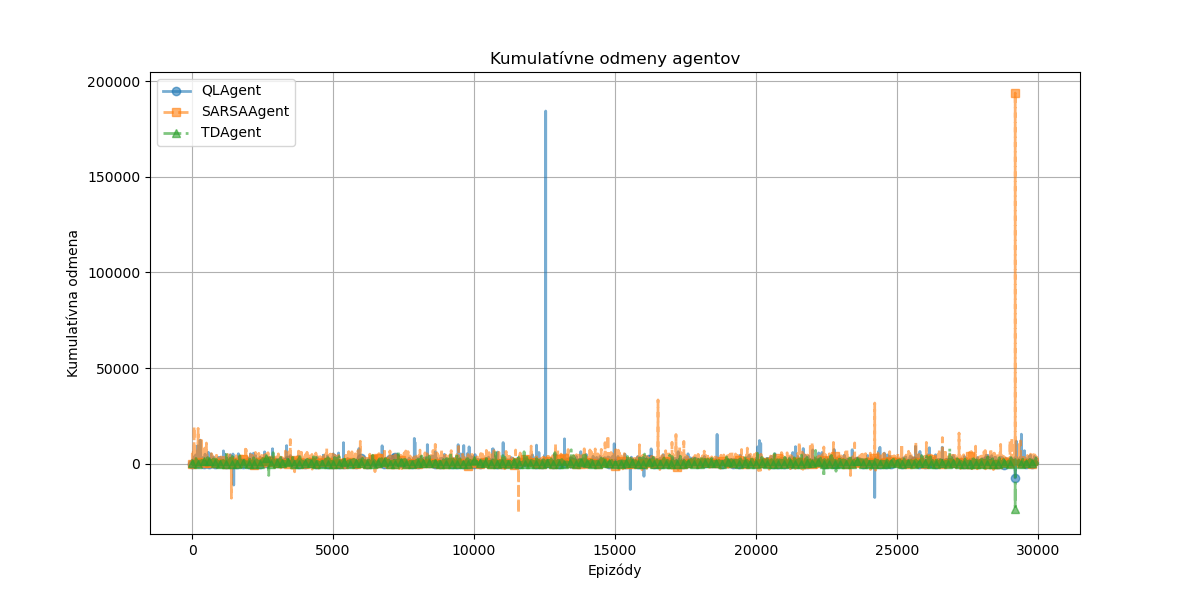 Kumulatívne odmeny agentov
QLAgent
SARSAAgent
TDAgent
Kumulatívna odmena
200000
150000
100000
50000
0
0 5000 10000 15000 20000 25000 30000
Epizódy